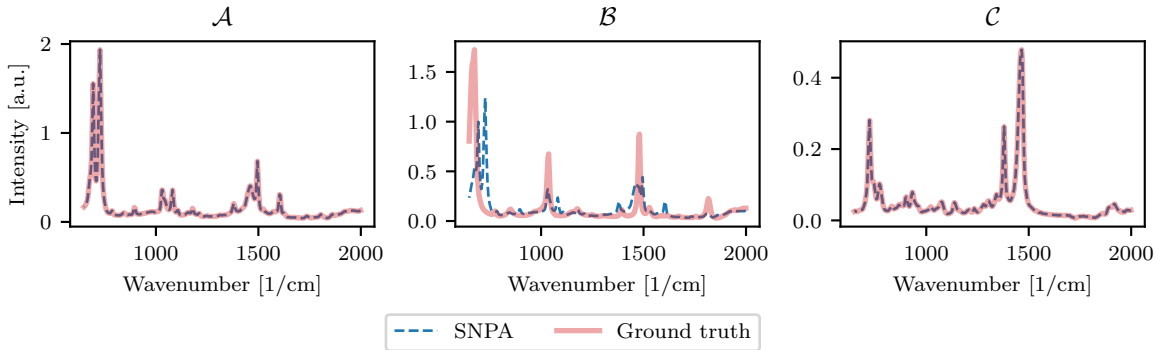 𝒜
ℬ
𝒞
Intensity [a.u.]
2
1
0
1.5
1.0
0.5
0.0
0.4
0.2
0.0
1000 1500 2000
1000 1500 2000
1000 1500 2000
Wavenumber [1/cm]
Wavenumber [1/cm]
Wavenumber [1/cm]
SNPA
Ground truth